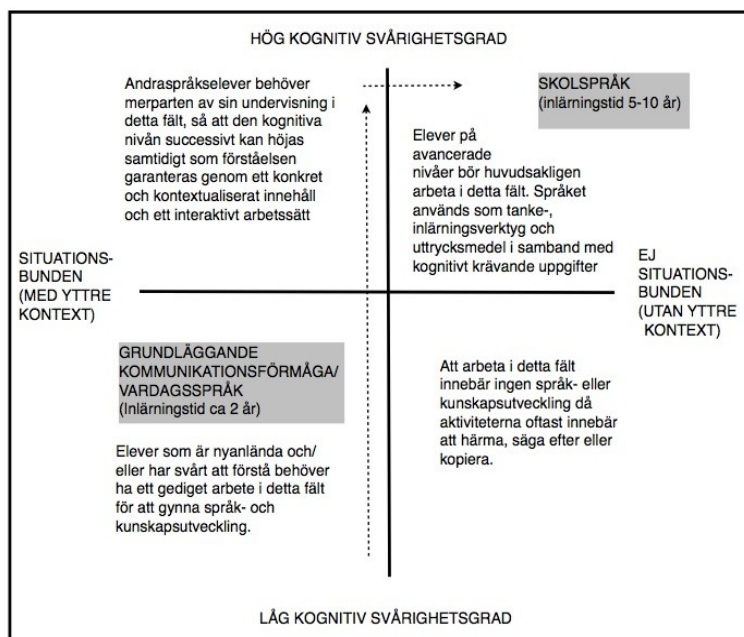 HÖG KOGNITIV SVÅRIGHETSGRAD
Andraspråkselever behöver
merparten av sin undervisning i
detta fält, så att den kognitiva
nivån successivt kan höjas
samtidigt som förståelsen
garanteras genom ett konkret
och kontextualiserat innehåll
och ett interaktivt arbetssätt
SKOLSPRÅK
(inlärningstid 5-10 år)
Elever på
avancerade
nivåer bör huvudsakligen
arbeta i detta fält. Språket
används som tanke-,
inlärningsverktyg och
uttrycksmedel i samband med
kognitivt krävande uppgifter
SITUATIONS-
BUNDEN
(MED YTTRE
KONTEXT)
EJ
SITUATIONS-
BUNDEN
(UTAN YTTRE
KONTEXT)
GRUNDLÄGGANDE
KOMMUNIKATIONSFÖRMÅGA/
VARDAGSSPRÅK
(Inlärningstid ca 2 år)
Elever som är nyanlända och/
eller har svårt att förstå behöver
ha ett gediget arbete i detta fält
för att gynna språk- och
kunskapsutveckling.
Att arbeta i detta fält
innebär ingen språk- eller
kunskapsutveckling då
aktiviteterna oftast innebär
att härma, säga efter eller
kopiera.
LÅG KOGNITIV SVÅRIGHETSGRAD